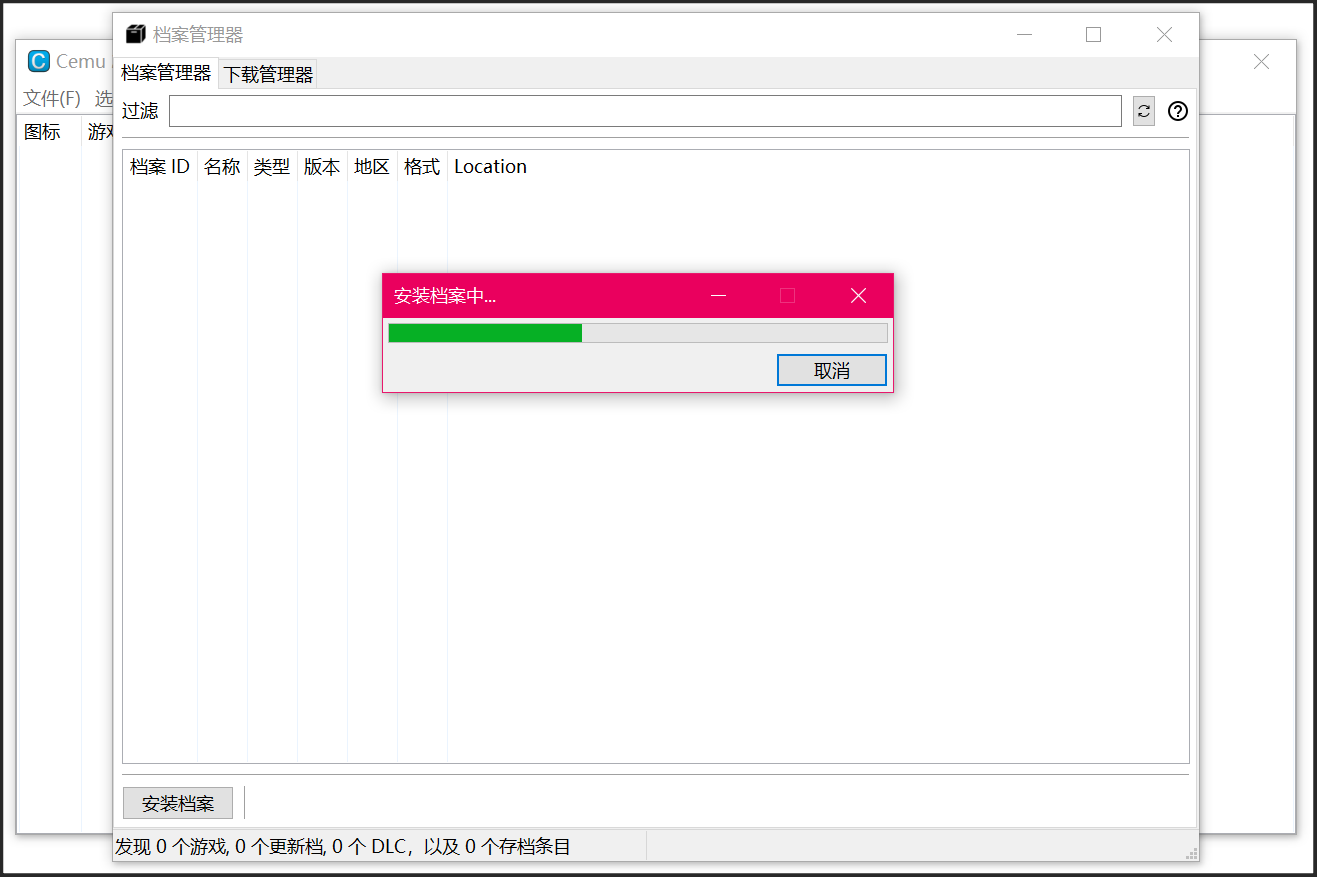 档案管理器
Cemu
档案管理器 下载管理器
文件(F) 选
过滤
图标 游戏
档案 ID 名称 类型 版本 地区 格式 Location
安装档案中...
取消
安装档案
发现 0 个游戏, 0 个更新档, 0 个 DLC，以及 0 个存档条目